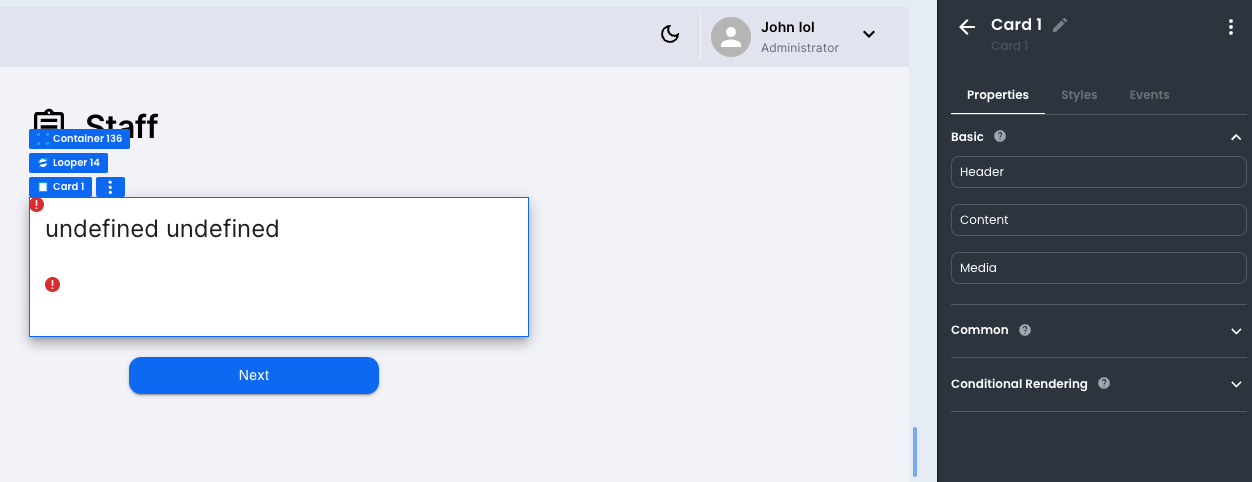 John lol
Administrator
Staff
Container 136
Looper 14
Card 1
undefined undefined
Next
Card 1
Card 1
Properties Styles Events
Basic
Header
Content
Media
Common
Conditional Rendering